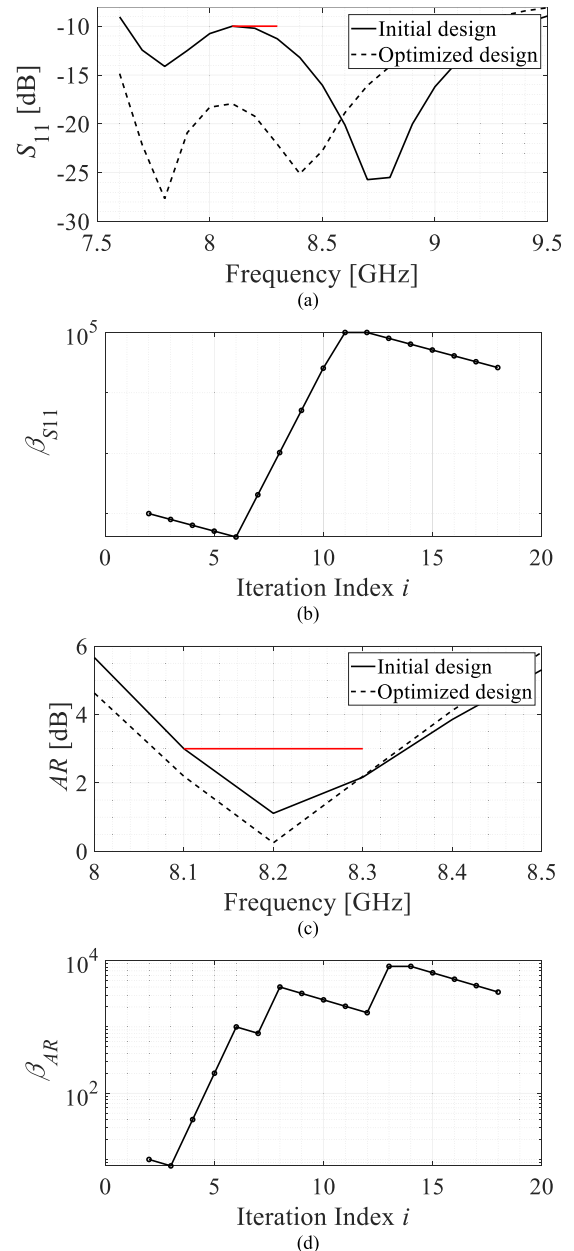 -10
-15
-20
-25
-30
S11 [dB]
Initial design
Optimized design
7.5 8 8.5 9 9.5
Frequency [GHz]
(a)
10^5
β_S11
0 5 10 15 20
Iteration Index i
(b)
6
4
2
0
AR [dB]
Initial design
Optimized design
8 8.1 8.2 8.3 8.4 8.5
Frequency [GHz]
(c)
10^4
10^2
β_AR
0 5 10 15 20
Iteration Index i
(d)